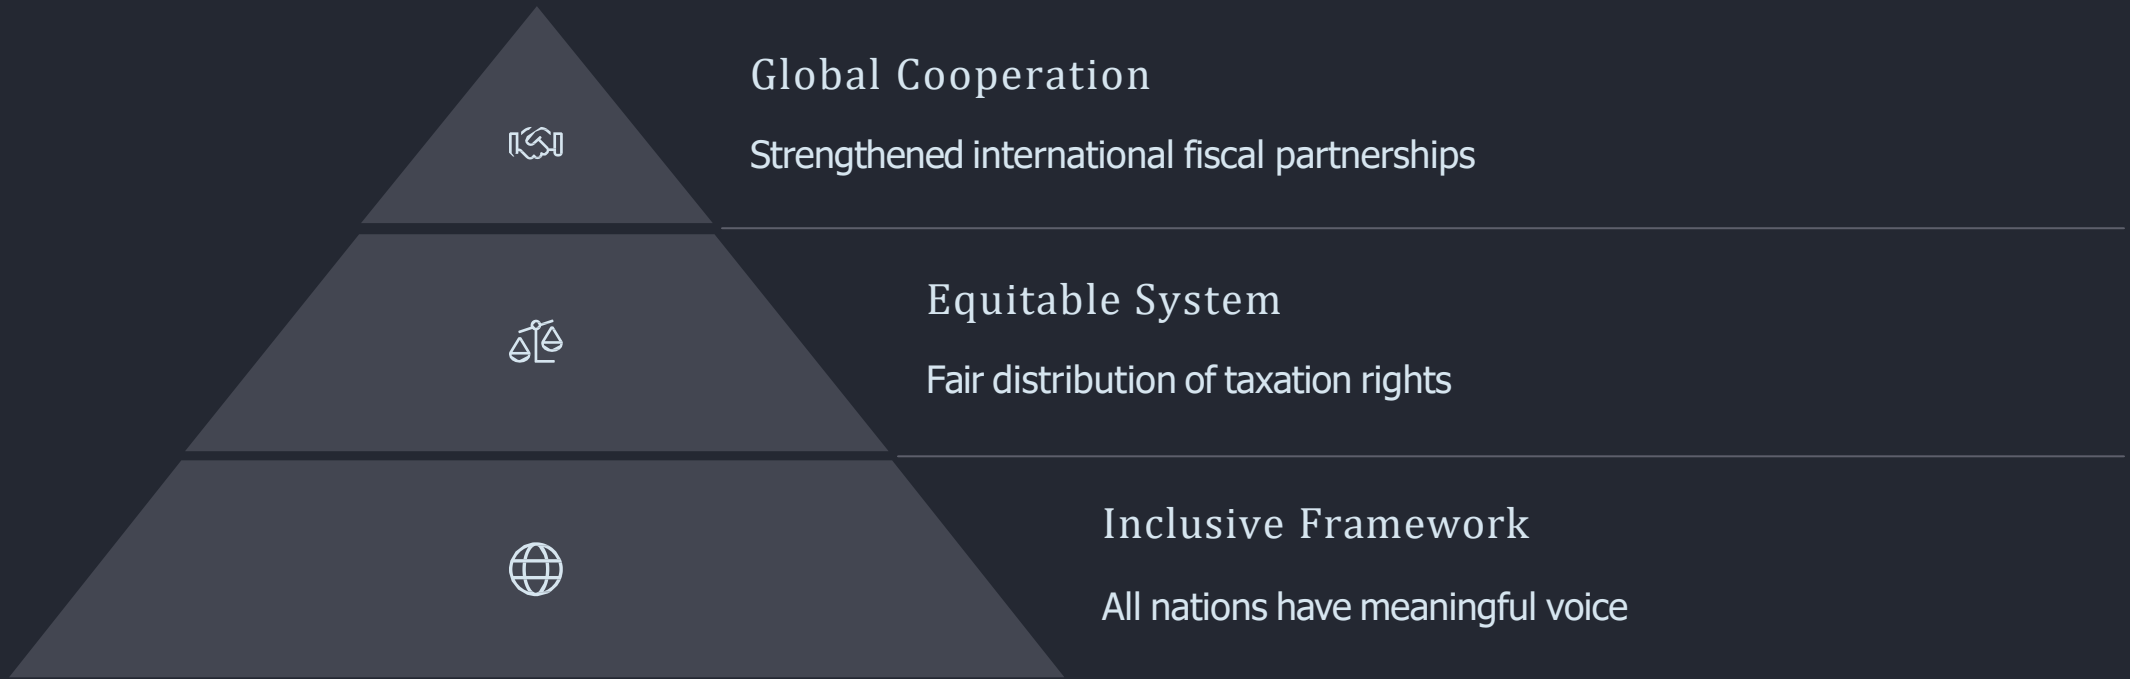 Global Cooperation
Strengthened international fiscal partnerships
Equitable System
Fair distribution of taxation rights
Inclusive Framework
All nations have meaningful voice